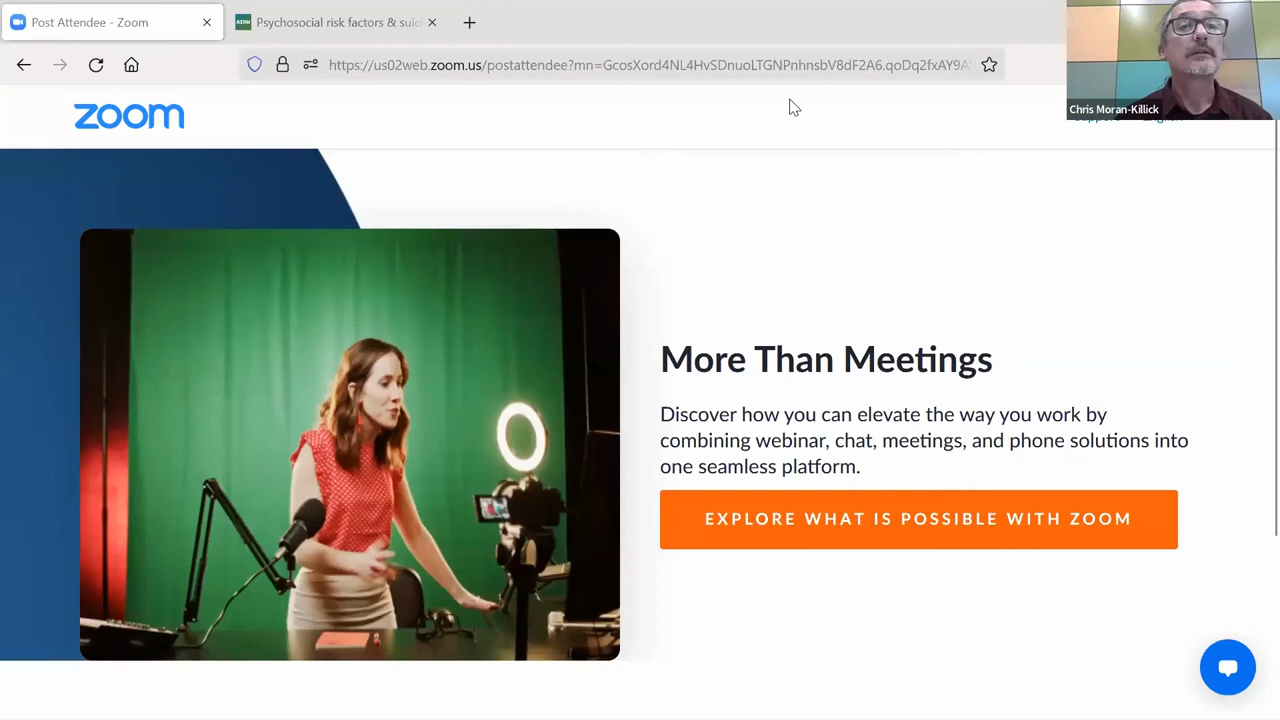 Post Attendee - Zoom
Psychosocial risk factors & suic
https://us02web.zoom.us/postattendee?mn=GcosXord4NL4HvSDnuoLTGNPnhnsbV8dF2A6.qoDq2fxAY9A
Chris Moran-Killick
zoom
More Than Meetings
Discover how you can elevate the way you work by
combining webinar, chat, meetings, and phone solutions into
one seamless platform.
EXPLORE WHAT IS POSSIBLE WITH ZOOM